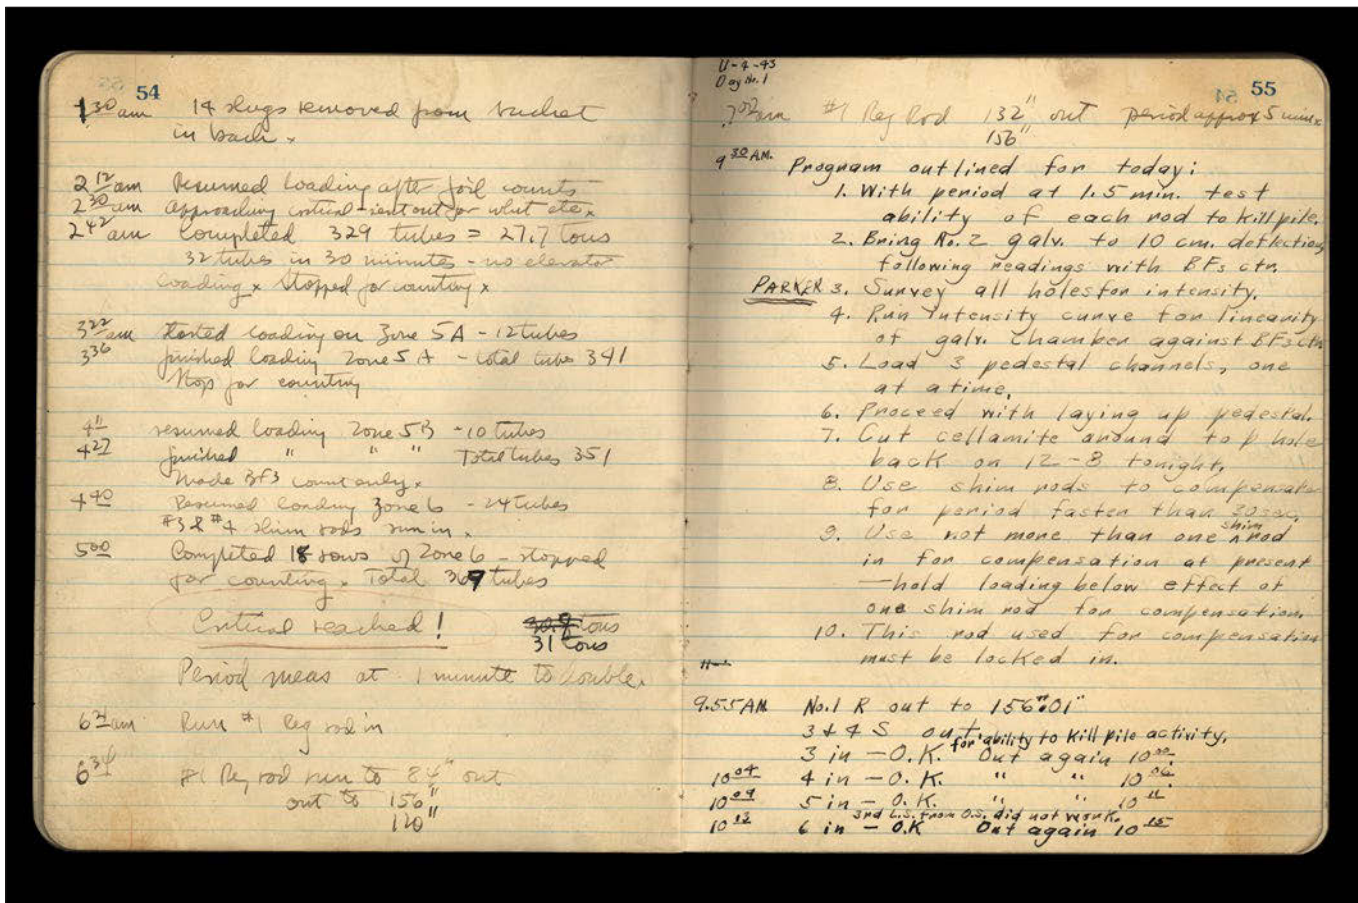 54
1 30 am 14 slugs removed from bucket
in back.
2 12 am Resumed loading after foil counts
2 30 am approaching critical - sent out for whit etc.
2 42 am Completed 329 tubes = 27.7 tons
32 tubes in 30 minutes - no elevator
loading. Stopped for counting.
3 22 am Started loading on Zone 5A - 12 tubes
3 36 finished loading Zone 5A - total tubes 341
Stop for counting
4 11 resumed loading Zone 5B - 10 tubes
4 27 finished " " " Total tubes 351
Made BF3 count only.
4 40 Resumed loading Zone 6 - 24 tubes
#3 & #4 shim rods run in.
5 00 Completed 18 rows of Zone 6 - stopped
for counting. Total 369 tubes
Critical reached!
31 tons
Period meas at 1 minute to double.
am Run #1 Reg rod in
6 34 #1 Reg rod run to 84" out
out to 156"
120"
55
11-4-43
Day No. 1
7 02 am #1 Reg Rod 132" out period approx 5 min.
156"
9 30 A.M. Program outlined for today:
1. With period at 1.5 min. test
ability of each rod to kill pile.
2. Bring No. 2 galv. to 10 cm. deflection,
following readings with BF3 ctr.
PARKER 3. Survey all holes for intensity.
4. Run intensity curve for linearity
of galv. chamber against BF3 ctr.
5. Load 3 pedestal channels, one
at a time.
6. Proceed with laying up pedestal.
7. Cut cellamite around top hole
back on 12-8 tonight.
8. Use shim rods to compensate
for period faster than 30 sec.
9. Use not more than one shim rod
in for compensation at present
—hold loading below effect of
one shim rod for compensation.
10. This rod used for compensation
must be locked in.
9.55 AM No. 1 R out to 156".01"
3 & 4 S out.
for ability to kill pile activity.
3 in - O.K. Out again 10 00.
10 04 4 in - O.K. " " 10 06.
10 09 5 in - O.K. " " 10 11
3rd L.S. from O.S. did not work.
10 13 6 in - O.K Out again 10 15